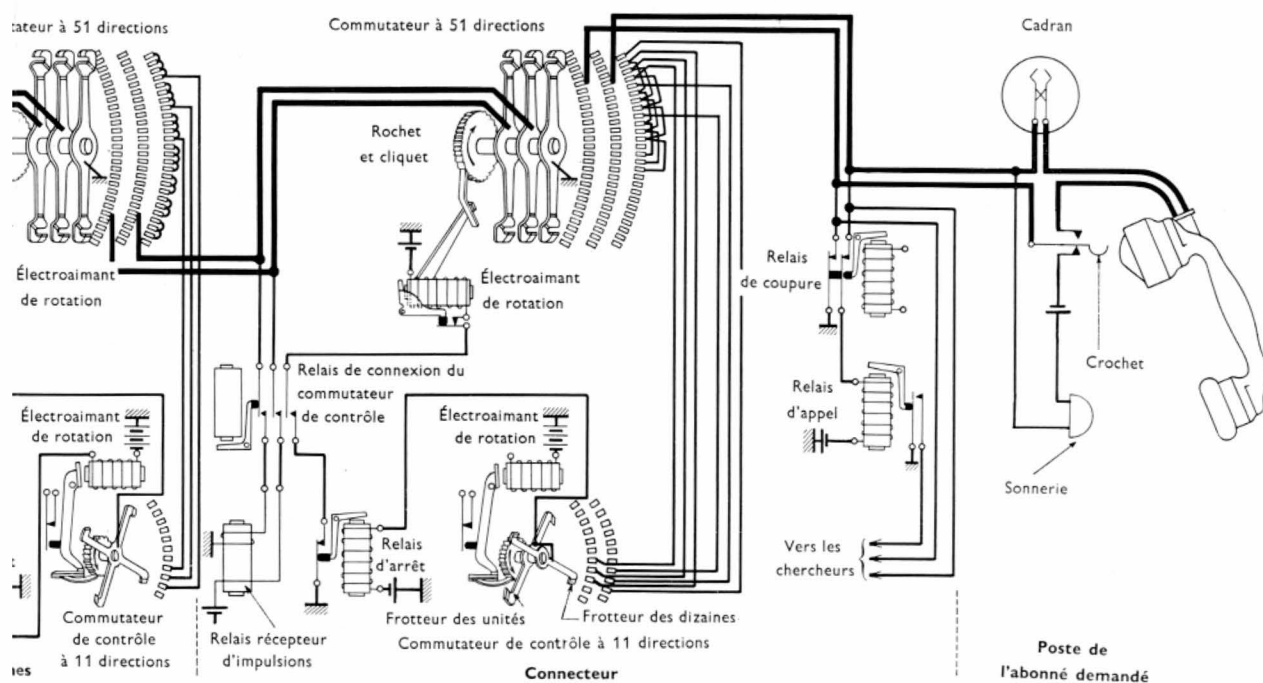 tateur à 51 directions
Commutateur à 51 directions
Cadran
Rochet
et cliquet
Électroaimant
de rotation
Électroaimant
de rotation
Relais
de coupure
Crochet
Relais de connexion du
commutateur
de contrôle
Relais
d'appel
Électroaimant
de rotation
Électroaimant
de rotation
Sonnerie
Relais
d'arrêt
Vers les
chercheurs
Frotteur des unités
Frotteur des dizaines
Commutateur
de contrôle
à 11 directions
Relais récepteur
d'impulsions
Commutateur de contrôle à 11 directions
nes
Connecteur
Poste de
l'abonné demandé